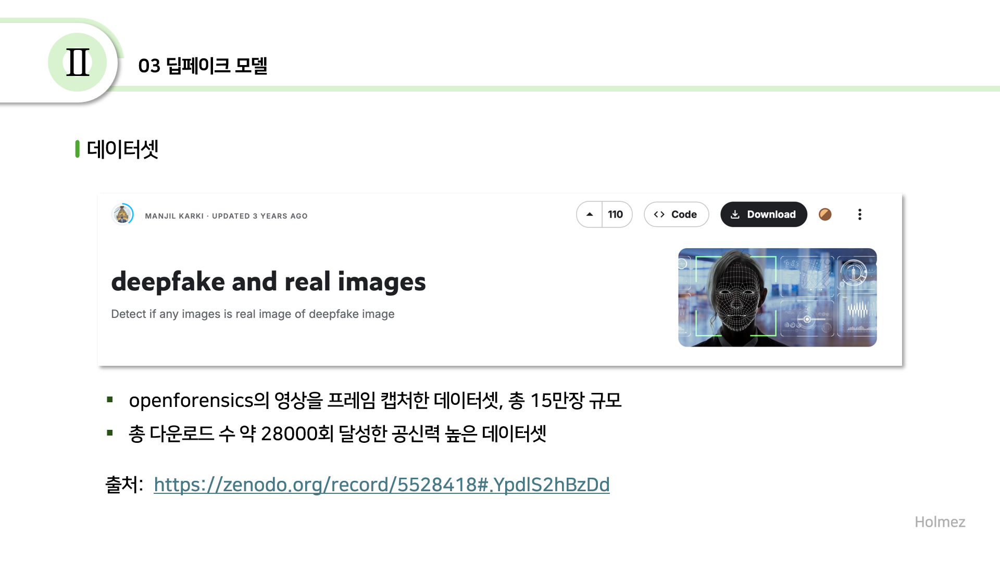 Ⅱ
03 딥페이크 모델
데이터셋
MANJIL KARKI · UPDATED 3 YEARS AGO
110
<> Code
Download
deepfake and real images
Detect if any images is real image of deepfake image
▪ openforensics의 영상을 프레임 캡처한 데이터셋, 총 15만장 규모
▪ 총 다운로드 수 약 28000회 달성한 공신력 높은 데이터셋
출처: https://zenodo.org/record/5528418#.YpdlS2hBzDd
Holmez